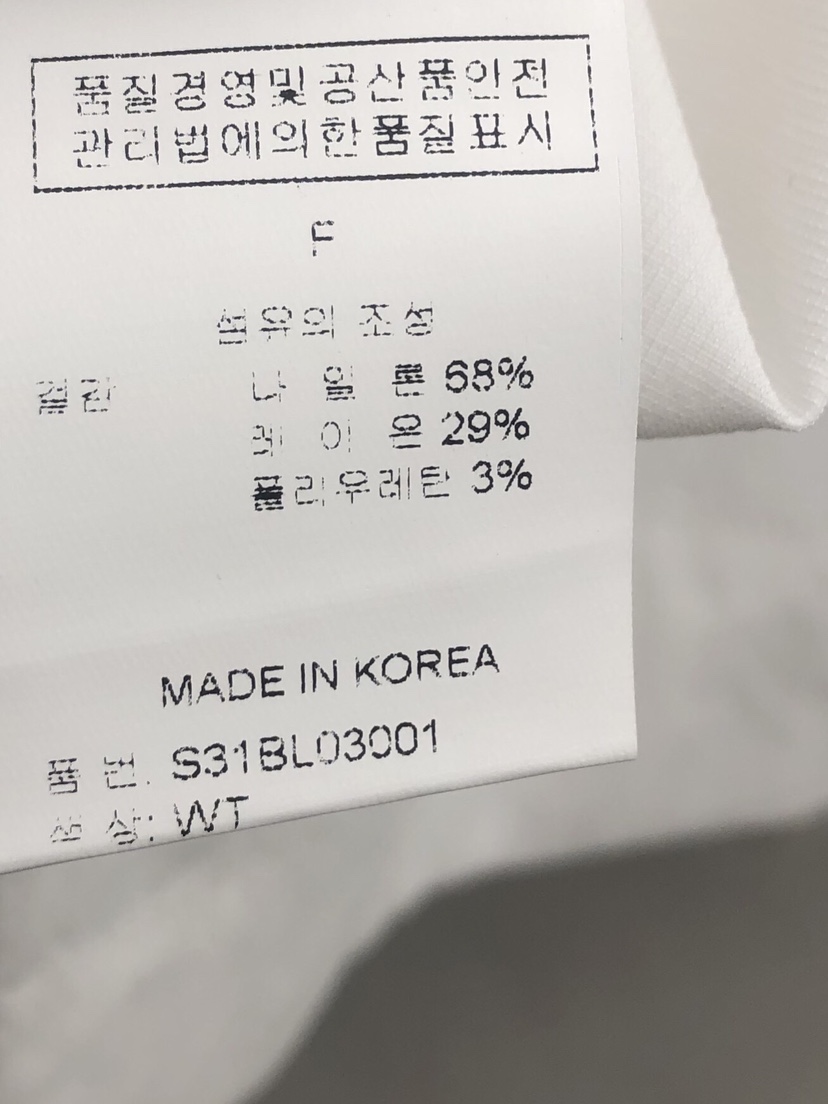 품질경영및공산품안전
관리법에의한품질표시
F
섬유의 조성
겉감 나 일 론 68%
레 이 온 29%
폴리우레탄 3%
MADE IN KOREA
품 번: S31BL03001
색 상: WT